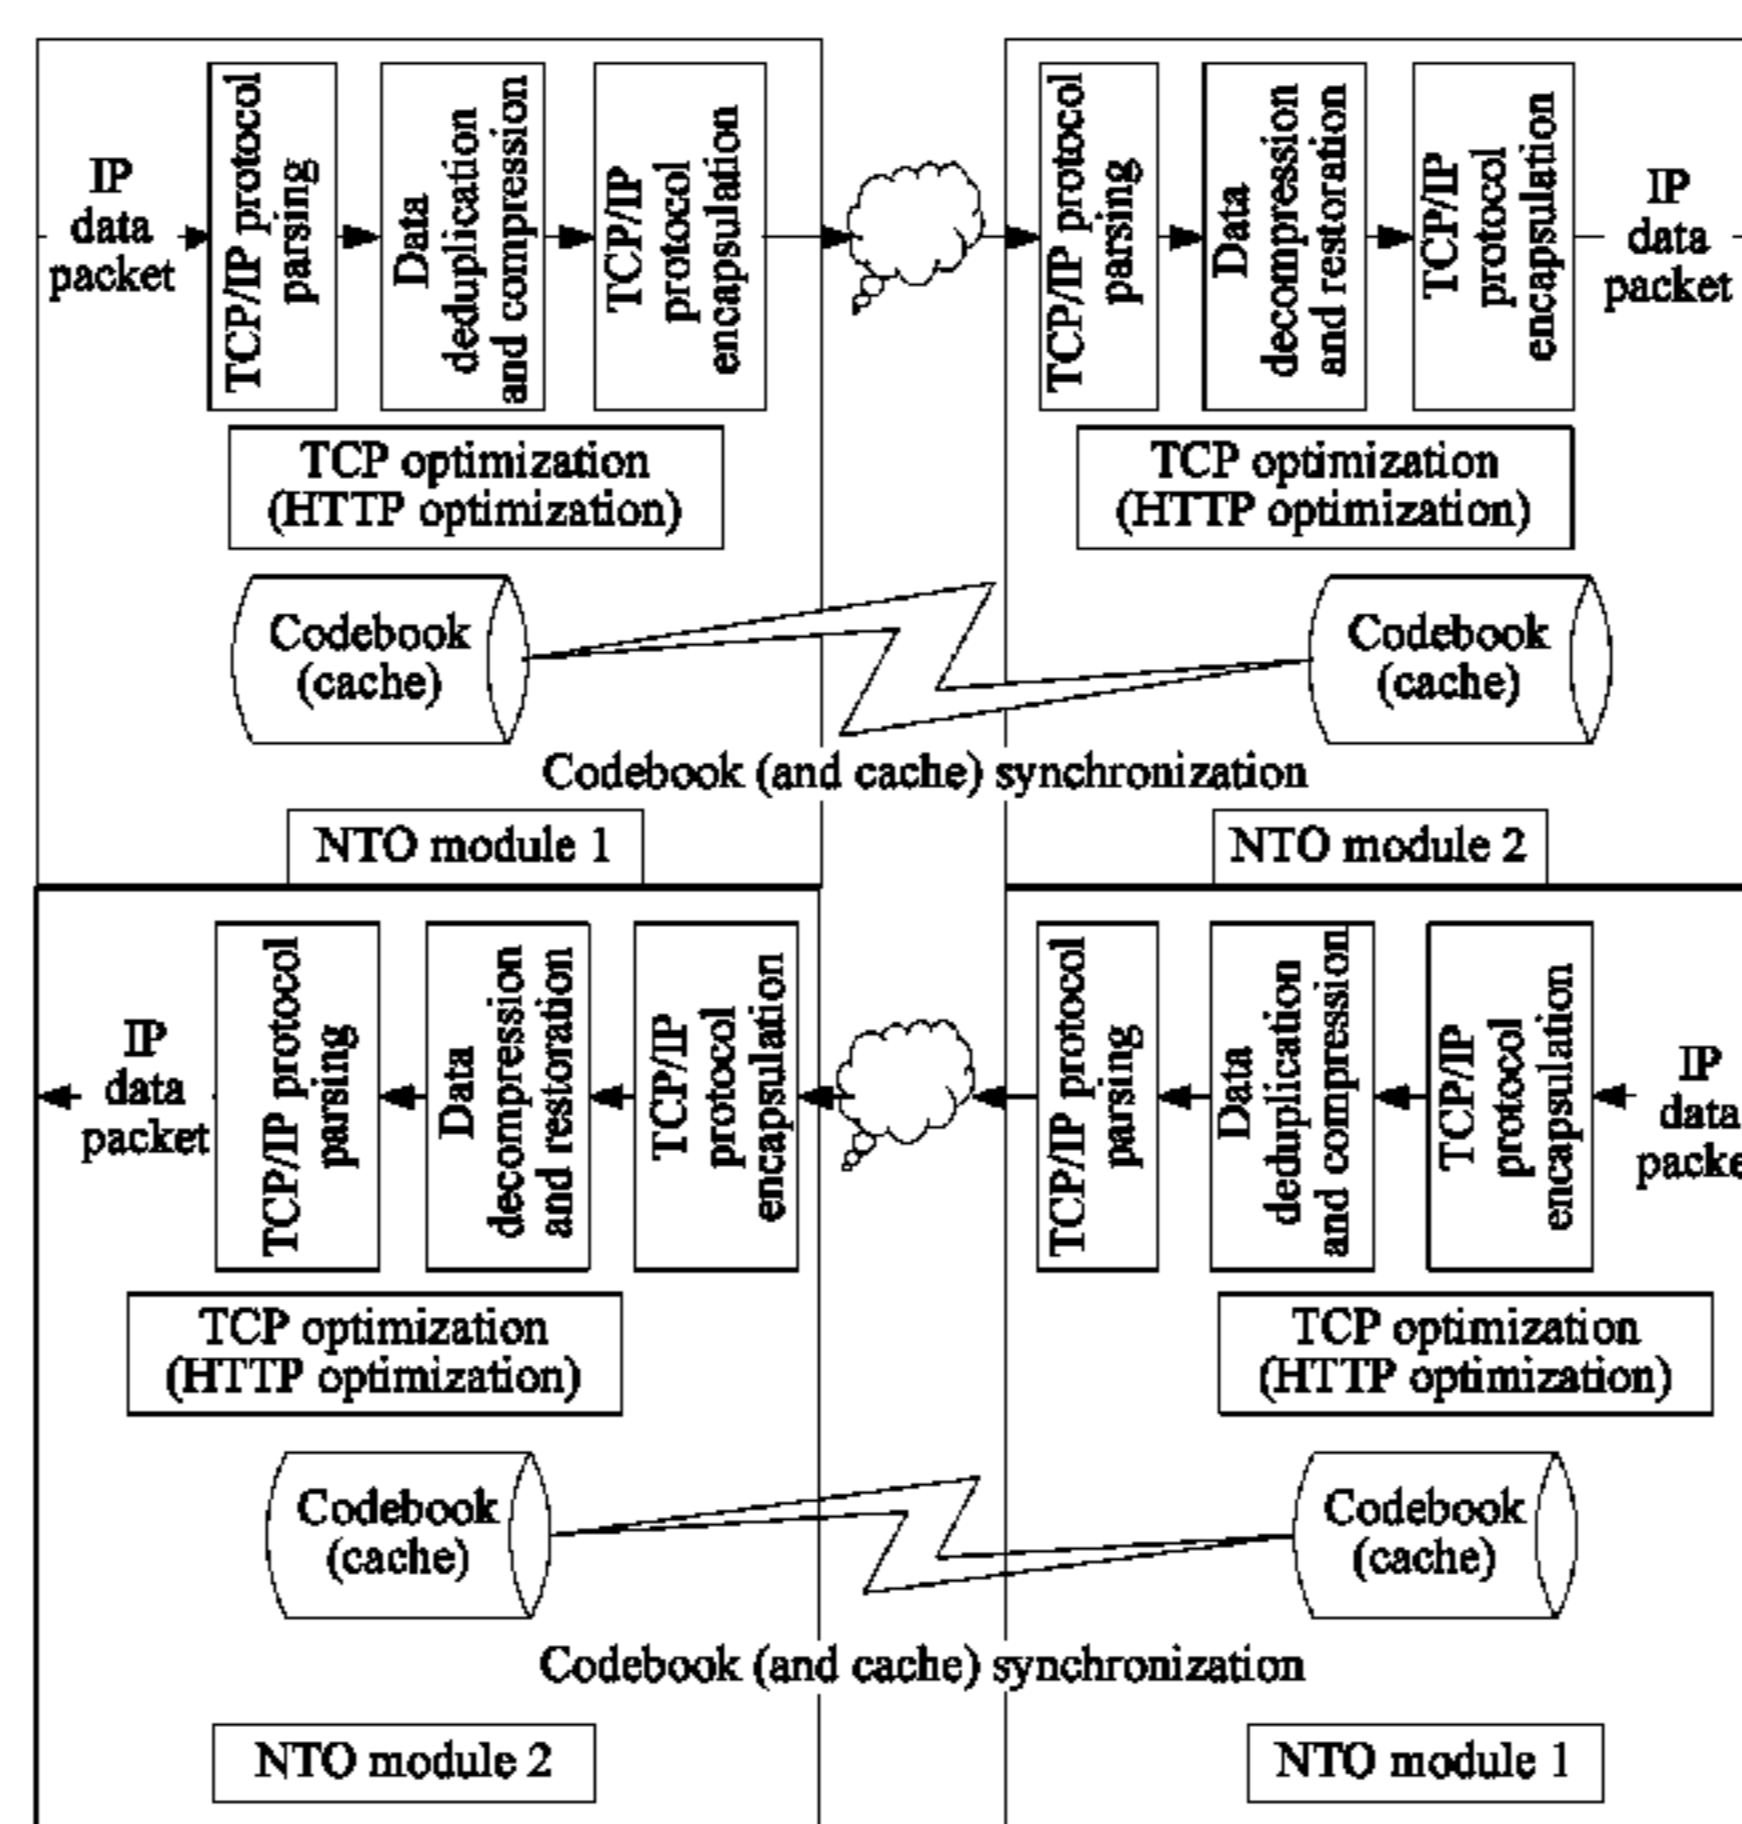 IP
data
packet
TCP/IP protocol
parsing
Data
deduplication
and compression
TCP/IP
protocol
encapsulation
TCP/IP protocol
parsing
Data
decompression
and restoration
TCP/IP
protocol
encapsulation
IP
data
packet
TCP optimization
(HTTP optimization)
TCP optimization
(HTTP optimization)
Codebook
(cache)
Codebook
(cache)
Codebook (and cache) synchronization
NTO module 1
NTO module 2
IP
data
packet
TCP/IP protocol
parsing
Data
decompression
and restoration
TCP/IP
protocol
encapsulation
TCP/IP protocol
parsing
Data
deduplication
and compression
TCP/IP
protocol
encapsulation
IP
data
packe
TCP optimization
(HTTP optimization)
TCP optimization
(HTTP optimization)
Codebook
(cache)
Codebook
(cache)
Codebook (and cache) synchronization
NTO module 2
NTO module 1